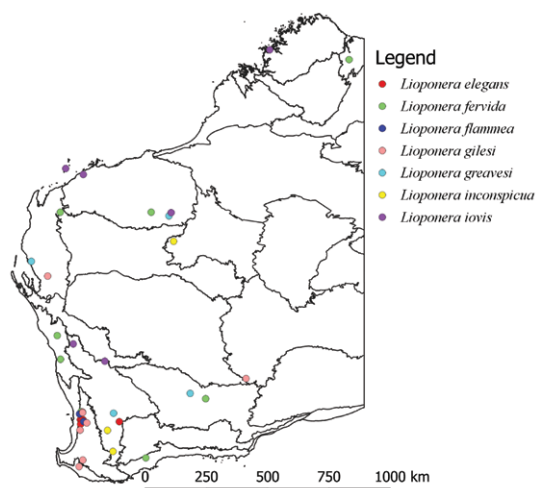 Legend
Lioponera elegans
Lioponera fervida
Lioponera flammea
Lioponera gilesi
Lioponera greavesi
Lioponera inconspicua
Lioponera iovis
0 250 500 750 1000 km